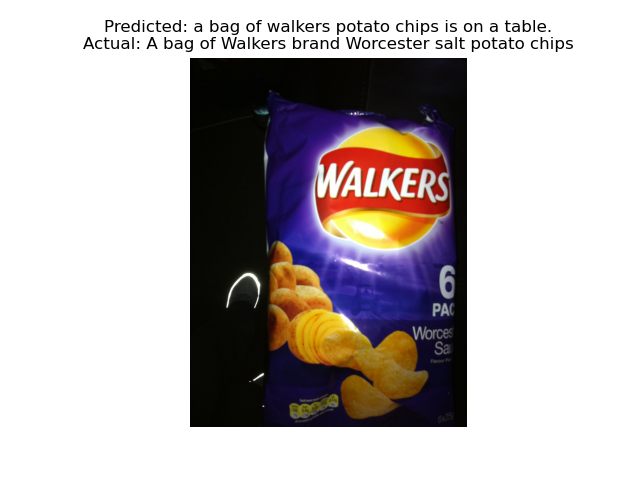 Predicted: a bag of walkers potato chips is on a table.
Actual: A bag of Walkers brand Worcester salt potato chips
WALKERS
6
PAC
Worces
Sau